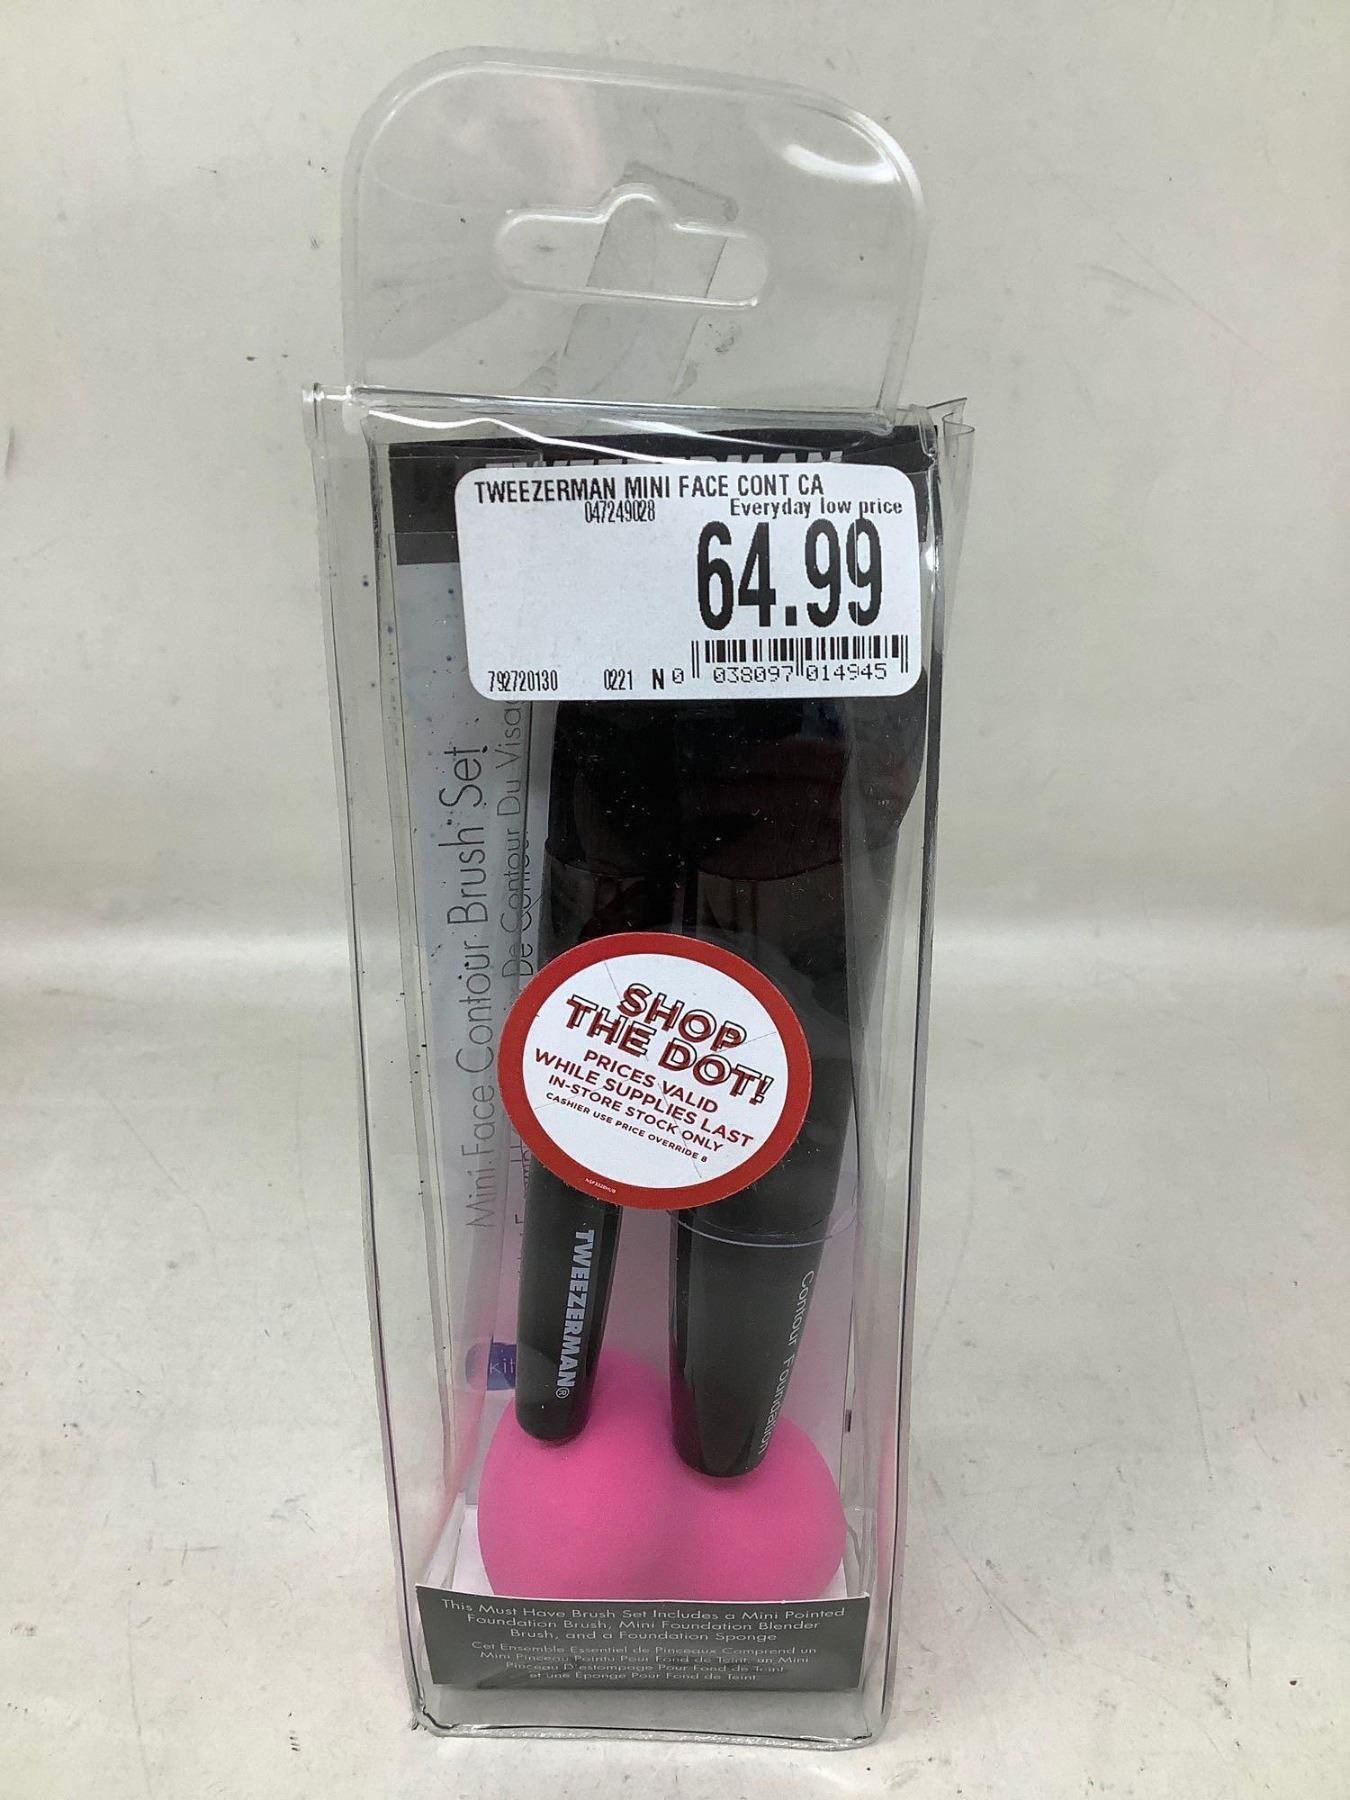 TWEEZERMAN
TWEEZERMAN MINI FACE CONT CA
047249028
Everyday low price
64.99
792720130 0221 N 0 038097 014945
Mini Face Contour Brush Set
De Contour Du
SHOP
THE DOT!
PRICES VALID
WHILE SUPPLIES LAST
IN-STORE STOCK ONLY
CASHIER USE PRICE OVERRIDE 8
TWEEZERMAN®
Contour Foundation
Kit
This Must Have Brush Set Includes a Mini Pointed
Foundation Brush, Mini Foundation Blender
Brush, and a Foundation Sponge
Cet Ensemble Essentiel de Pinceaux Comprend un
Mini Pinceau Pointu Pour Fond de Teint, un Mini
Pinceau D'estompage Pour Fond de Teint
et une Éponge Pour Fond de Teint